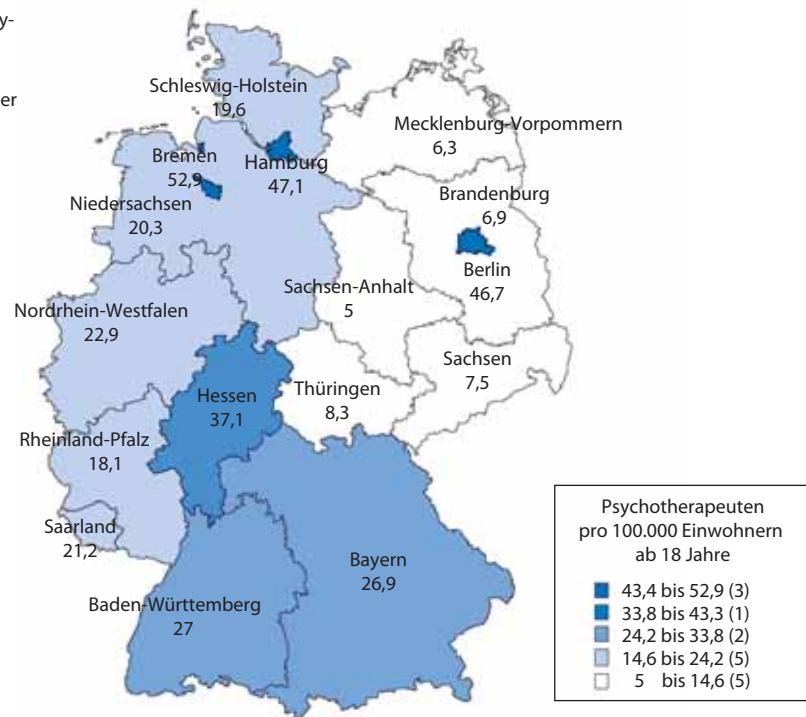 y-
er
Schleswig-Holstein
19,6
Mecklenburg-Vorpommern
6,3
Bremen
52,9
Hamburg
47,1
Brandenburg
6,9
Niedersachsen
20,3
Berlin
46,7
Sachsen-Anhalt
5
Nordrhein-Westfalen
22,9
Sachsen
7,5
Thüringen
8,3
Hessen
37,1
Rheinland-Pfalz
18,1
Saarland
21,2
Bayern
26,9
Baden-Württemberg
27
Psychotherapeuten
pro 100.000 Einwohnern
ab 18 Jahre
43,4 bis 52,9 (3)
33,8 bis 43,3 (1)
24,2 bis 33,8 (2)
14,6 bis 24,2 (5)
5 bis 14,6 (5)